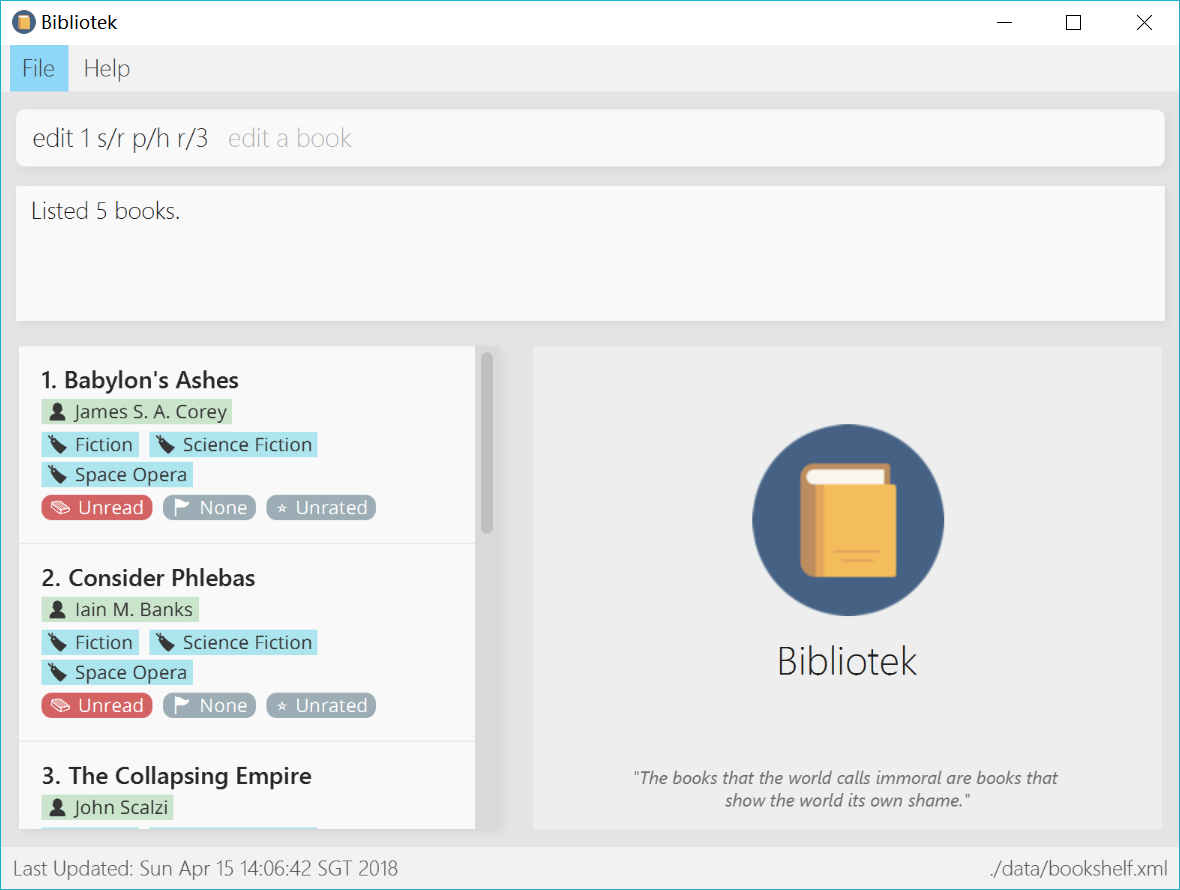 Bibliotek
File Help
edit 1 s/r p/h r/3 edit a book
Listed 5 books.
1. Babylon's Ashes
James S. A. Corey
Fiction Science Fiction
Space Opera
Unread None Unrated
2. Consider Phlebas
Iain M. Banks
Fiction Science Fiction
Space Opera
Unread None Unrated
3. The Collapsing Empire
John Scalzi
Bibliotek
"The books that the world calls immoral are books that
show the world its own shame."
Last Updated: Sun Apr 15 14:06:42 SGT 2018
./data/bookshelf.xml